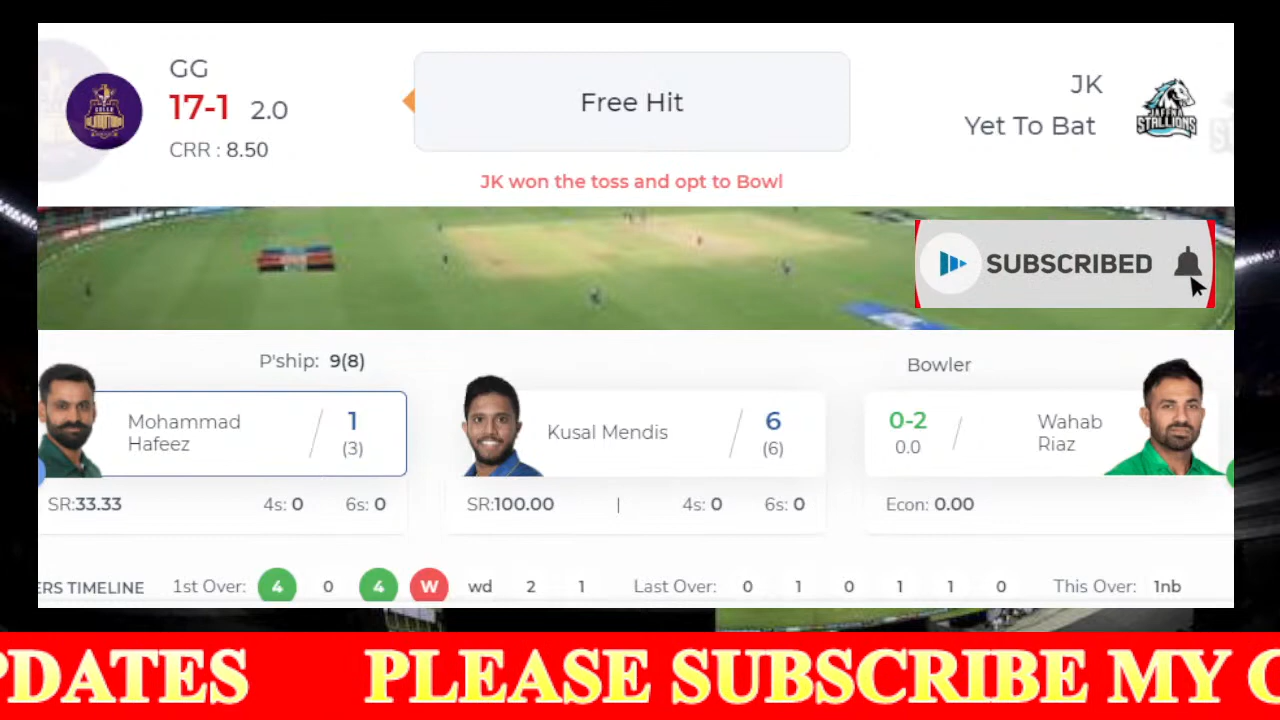 GG
17-1 2.0
CRR : 8.50
Free Hit
JK
Yet To Bat
JAFFNA
STALLIONS
JK won the toss and opt to Bowl
SUBSCRIBED
P'ship: 9(8)
Bowler
Mohammad
Hafeez
/ 1
(3)
Kusal Mendis / 6
(6)
0-2
0.0 /
Wahab
Riaz
SR:33.33 4s: 0 6s: 0
SR:100.00 | 4s: 0 6s: 0
Econ: 0.00
ERS TIMELINE 1st Over: 4 0 4 W wd 2 1 Last Over: 0 1 0 1 1 0 This Over: 1nb
PDATES PLEASE SUBSCRIBE MY C